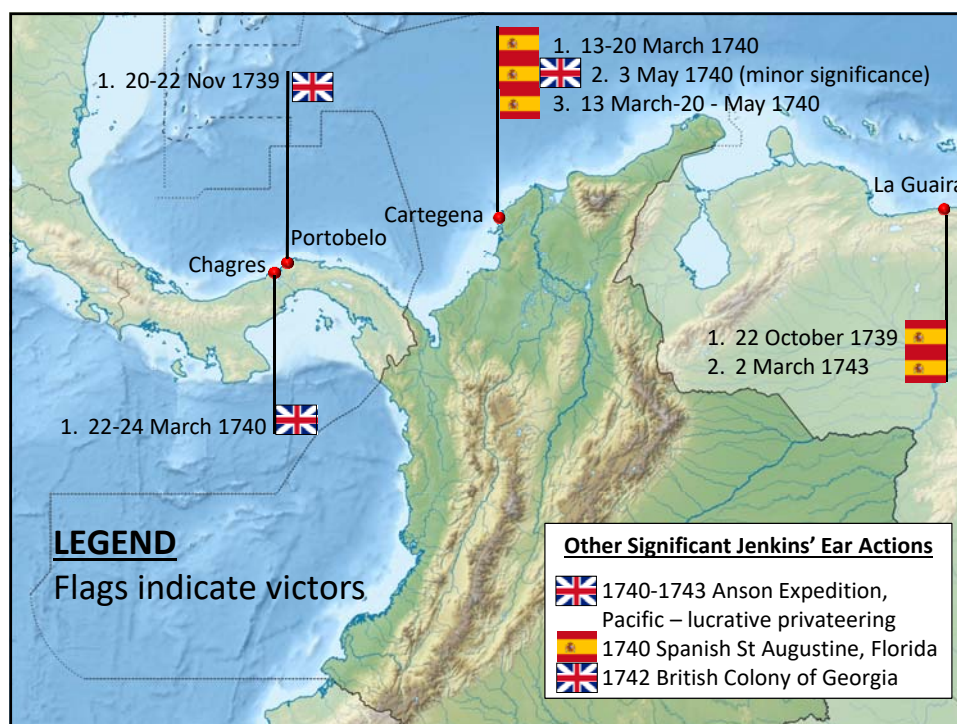 1. 20-22 Nov 1739
1. 13-20 March 1740
2. 3 May 1740 (minor significance)
3. 13 March-20 - May 1740
La Guaira
Cartegena
Portobelo
Chagres
1. 22 October 1739
2. 2 March 1743
1. 22-24 March 1740
LEGEND
Flags indicate victors
Other Significant Jenkins’ Ear Actions
1740-1743 Anson Expedition,
Pacific – lucrative privateering
1740 Spanish St Augustine, Florida
1742 British Colony of Georgia